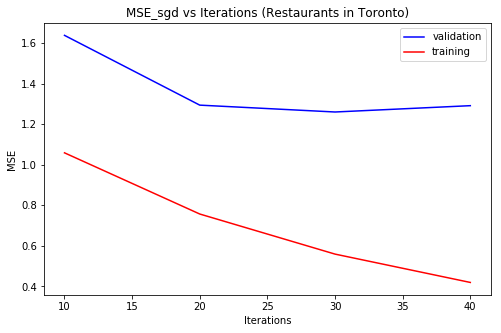 MSE_sgd vs Iterations (Restaurants in Toronto)
validation
training
MSE
1.6
1.4
1.2
1.0
0.8
0.6
0.4
10 15 20 25 30 35 40
Iterations